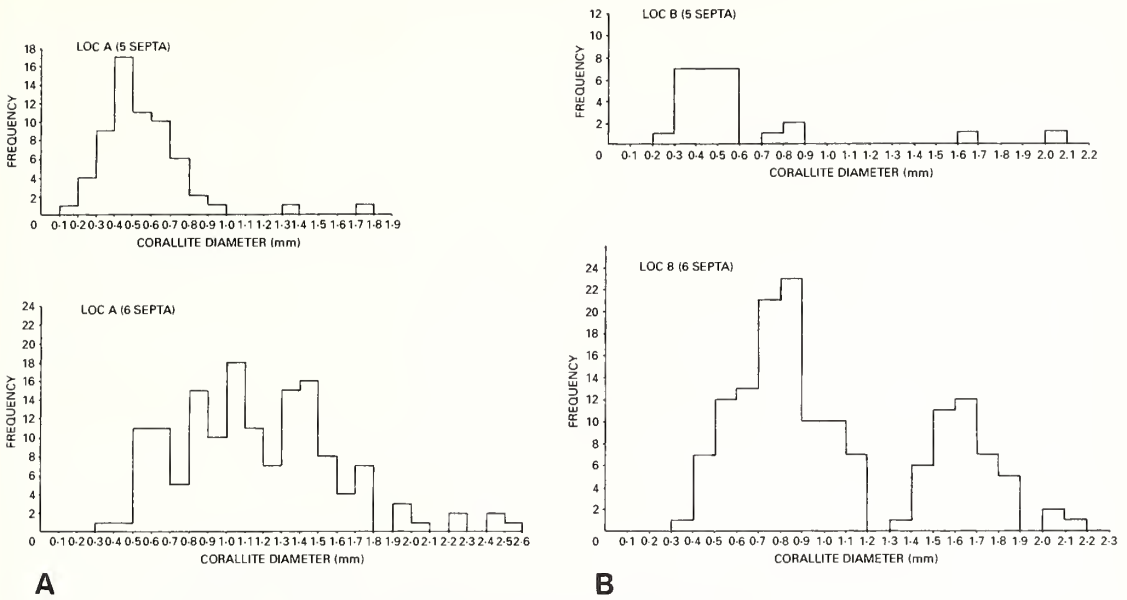 LOC A (5 SEPTA)
FREQUENCY
18
16
14
12
10
8
6
4
2
0 0·1 0·2 0·3 0·4 0·5 0·6 0·7 0·8 0·9 1·0 1·1 1·2 1·3 1·4 1·5 1·6 1·7 1·8 1·9
CORALLITE DIAMETER (mm)
LOC A (6 SEPTA)
FREQUENCY
24
22
20
18
16
14
12
10
8
6
4
2
0 0·1 0·2 0·3 0·4 0·5 0·6 0·7 0·8 0·9 1·0 1·1 1·2 1·3 1·4 1·5 1·6 1·7 1·8 1·9 2·0 2·1 2·2 2·3 2·4 2·5 2·6
CORALLITE DIAMETER (mm)
A
LOC B (5 SEPTA)
FREQUENCY
12
10
8
6
4
2
0 0·1 0·2 0·3 0·4 0·5 0·6 0·7 0·8 0·9 1·0 1·1 1·2 1·3 1·4 1·5 1·6 1·7 1·8 1·9 2·0 2·1 2·2
CORALLITE DIAMETER (mm)
LOC 8 (6 SEPTA)
FREQUENCY
24
22
20
18
16
14
12
10
8
6
4
2
0 0·1 0·2 0·3 0·4 0·5 0·6 0·7 0·8 0·9 1·0 1·1 1·2 1·3 1·4 1·5 1·6 1·7 1·8 1·9 2·0 2·1 2·2 2·3
CORALLITE DIAMETER (mm)
B